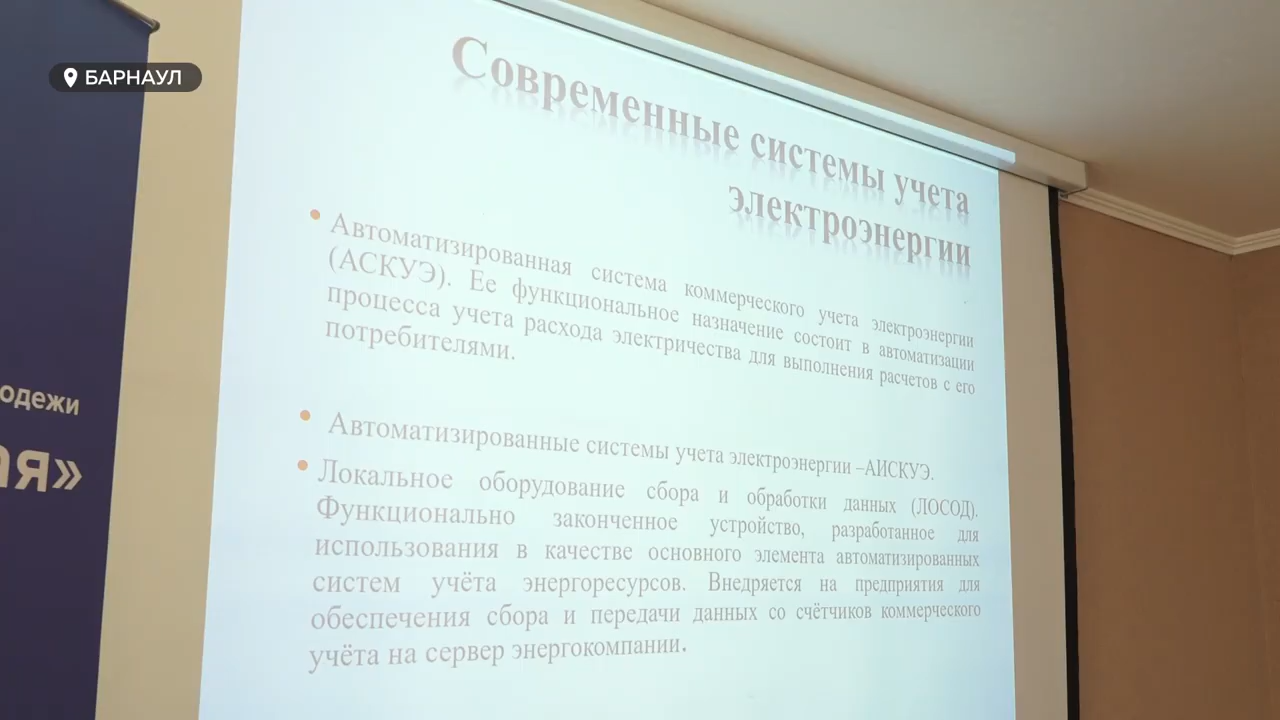 БАРНАУЛ
Современные системы учета
электроэнергии
Автоматизированная система коммерческого учета электроэнергии
(АСКУЭ). Ее функциональное назначение состоит в автоматизации
процесса учета расхода электричества для выполнения расчетов с его
потребителями.
Автоматизированные системы учета электроэнергии –АИСКУЭ.
Локальное оборудование сбора и обработки данных (ЛОСОД).
Функционально законченное устройство, разработанное для
использования в качестве основного элемента автоматизированных
систем учёта энергоресурсов. Внедряется на предприятия для
обеспечения сбора и передачи данных со счётчиков коммерческого
учёта на сервер энергокомпании.